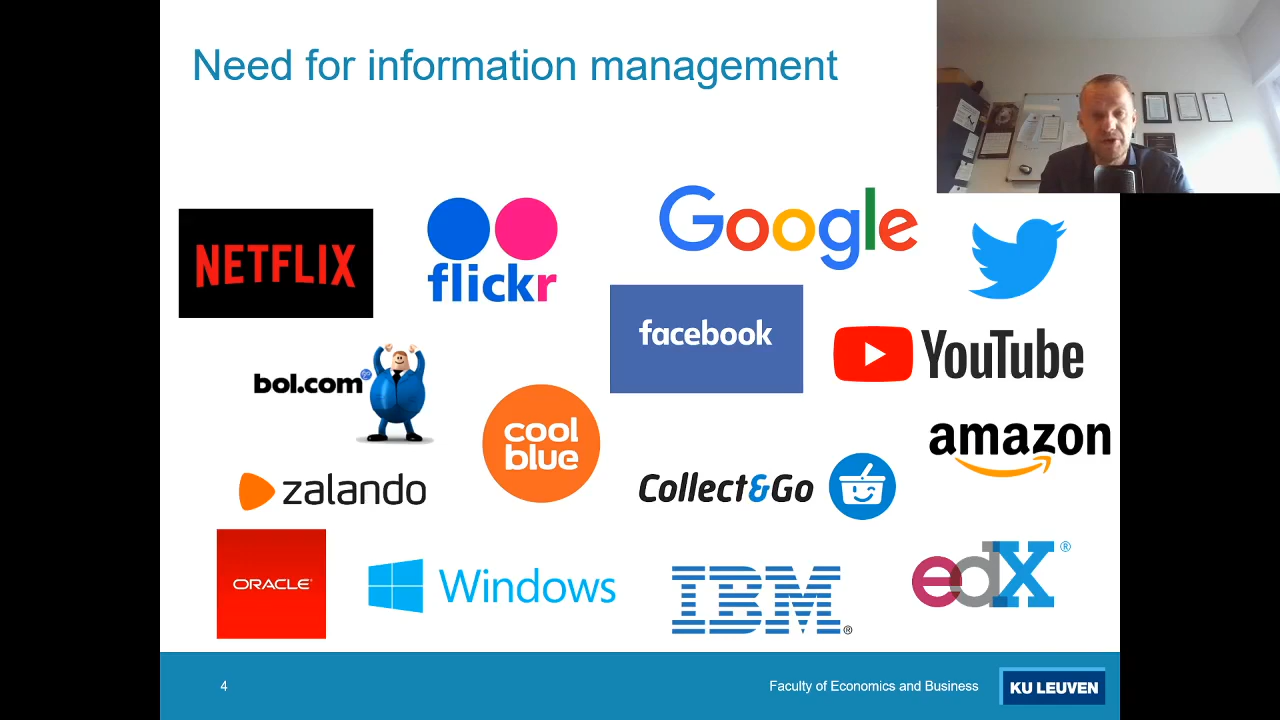 Need for information management
NETFLIX
flickr
Google
facebook
YouTube
bol.com
cool
blue
amazon
zalando
Collect&Go
ORACLE®
Windows
IBM®
edX®
4
Faculty of Economics and Business
KU LEUVEN